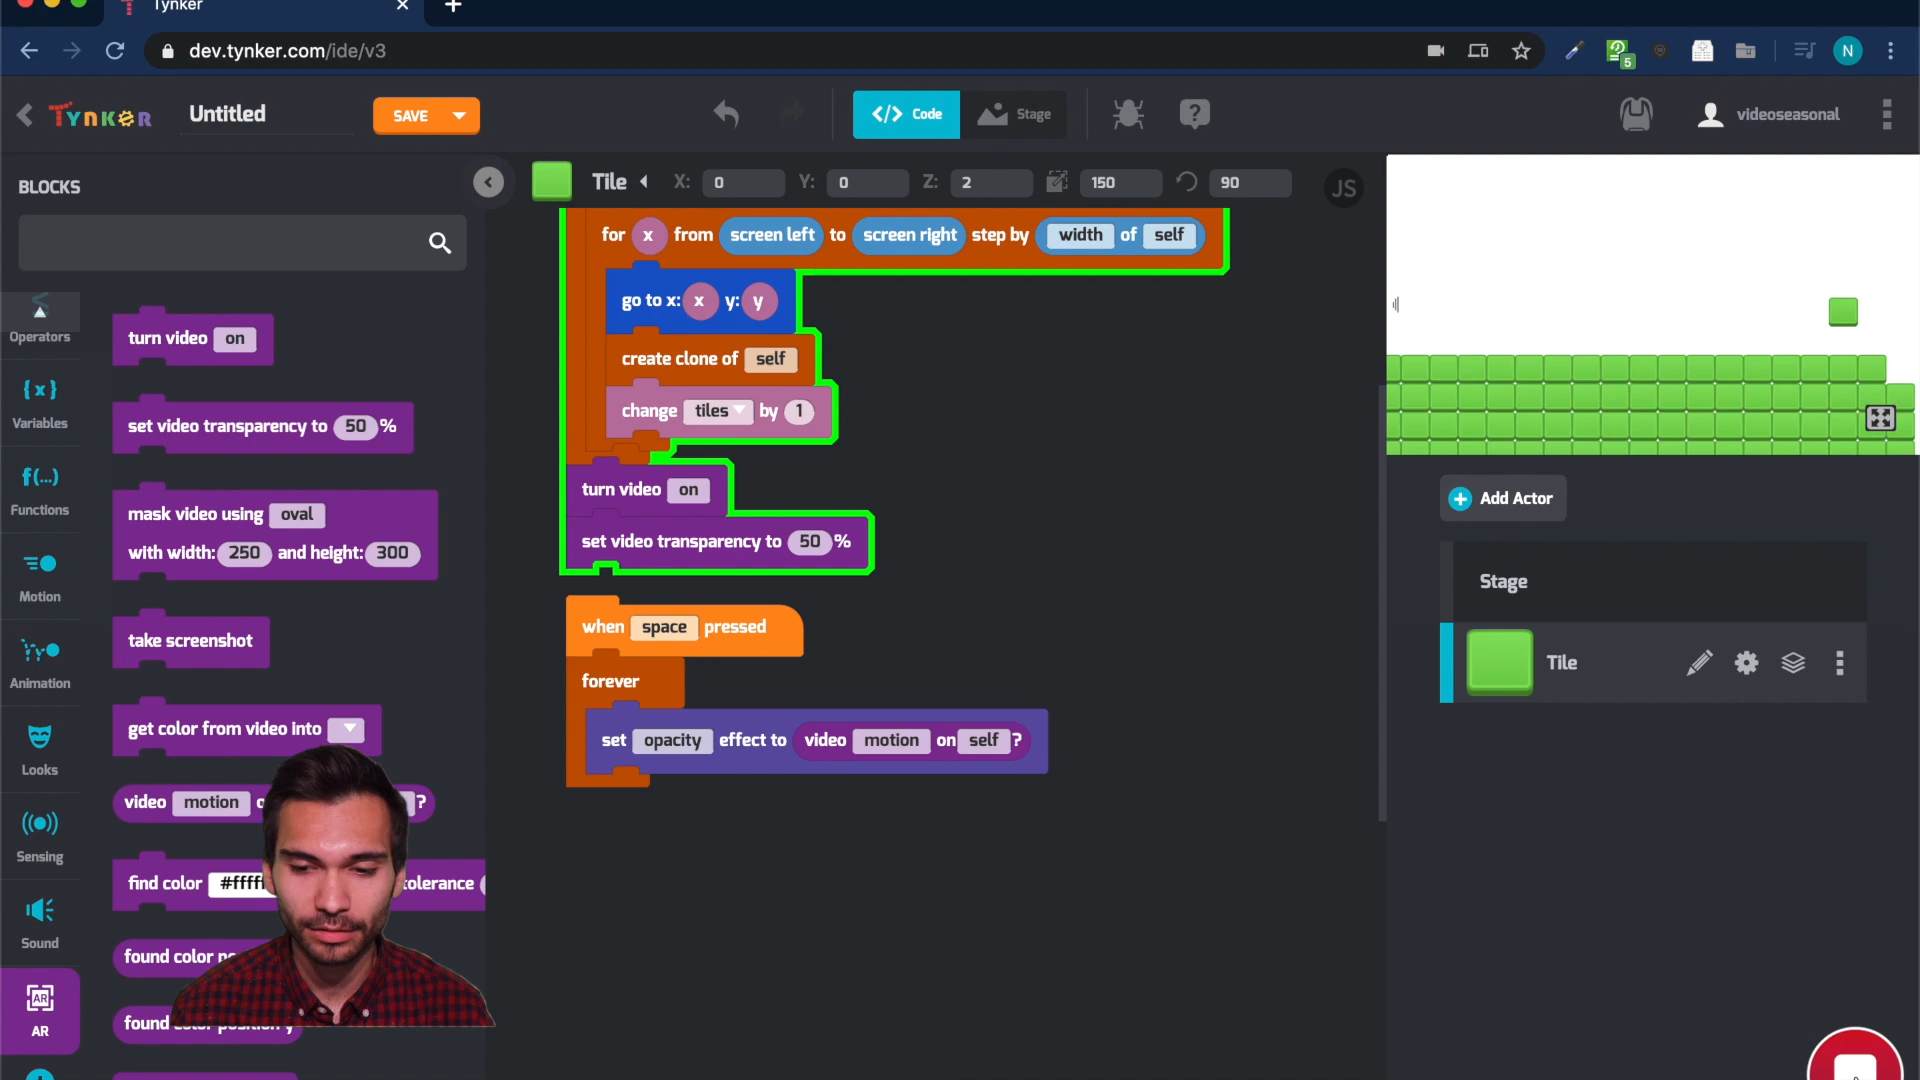 Tynker
dev.tynker.com/ide/v3
5
N
TYNKER
Untitled
SAVE
</> Code
Stage
?
videoseasonal
BLOCKS
Tile X: 0 Y: 0 Z: 2 150 90
JS
Operators
{x}
Variables
f(...)
Functions
Motion
Animation
Looks
Sensing
Sound
AR
AR
turn video on
set video transparency to 50 %
mask video using oval
with width: 250 and height: 300
take screenshot
get color from video into
video motion ?
find color tolerance
found color
found color position y
for x from screen left to screen right step by width of self
go to x: x y: y
create clone of self
change tiles by 1
turn video on
set video transparency to 50 %
when space pressed
forever
set opacity effect to video motion on self ?
Add Actor
Stage
Tile